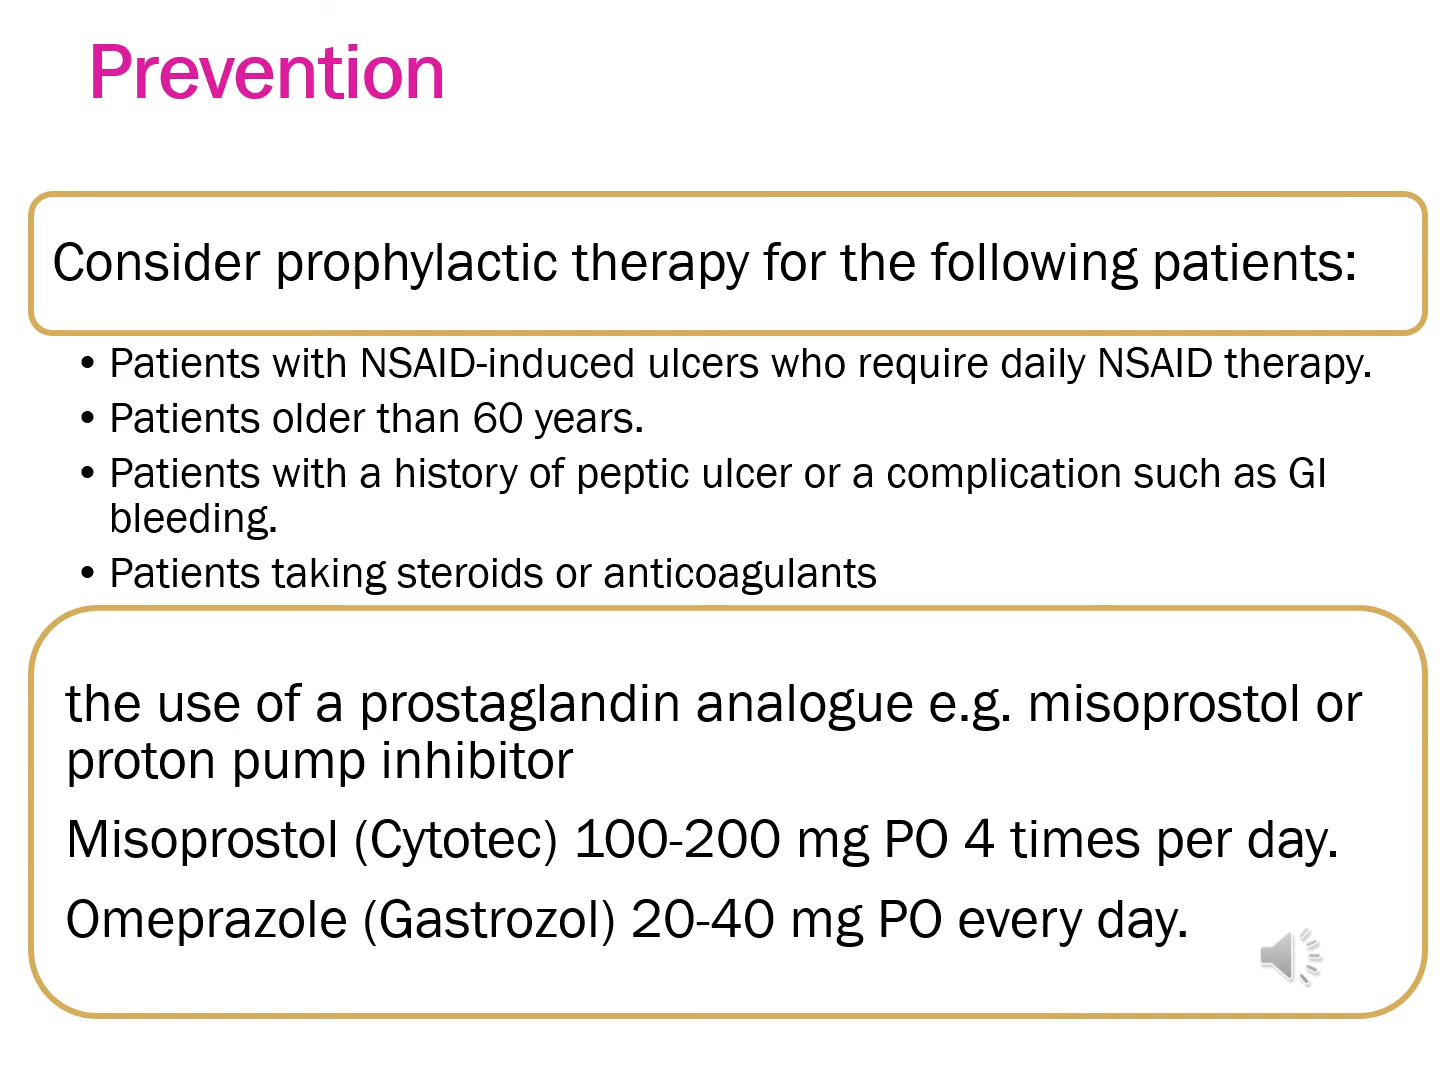 Prevention
Consider prophylactic therapy for the following patients:
• Patients with NSAID-induced ulcers who require daily NSAID therapy.
• Patients older than 60 years.
• Patients with a history of peptic ulcer or a complication such as GI
bleeding.
• Patients taking steroids or anticoagulants
the use of a prostaglandin analogue e.g. misoprostol or
proton pump inhibitor
Misoprostol (Cytotec) 100-200 mg PO 4 times per day.
Omeprazole (Gastrozol) 20-40 mg PO every day.